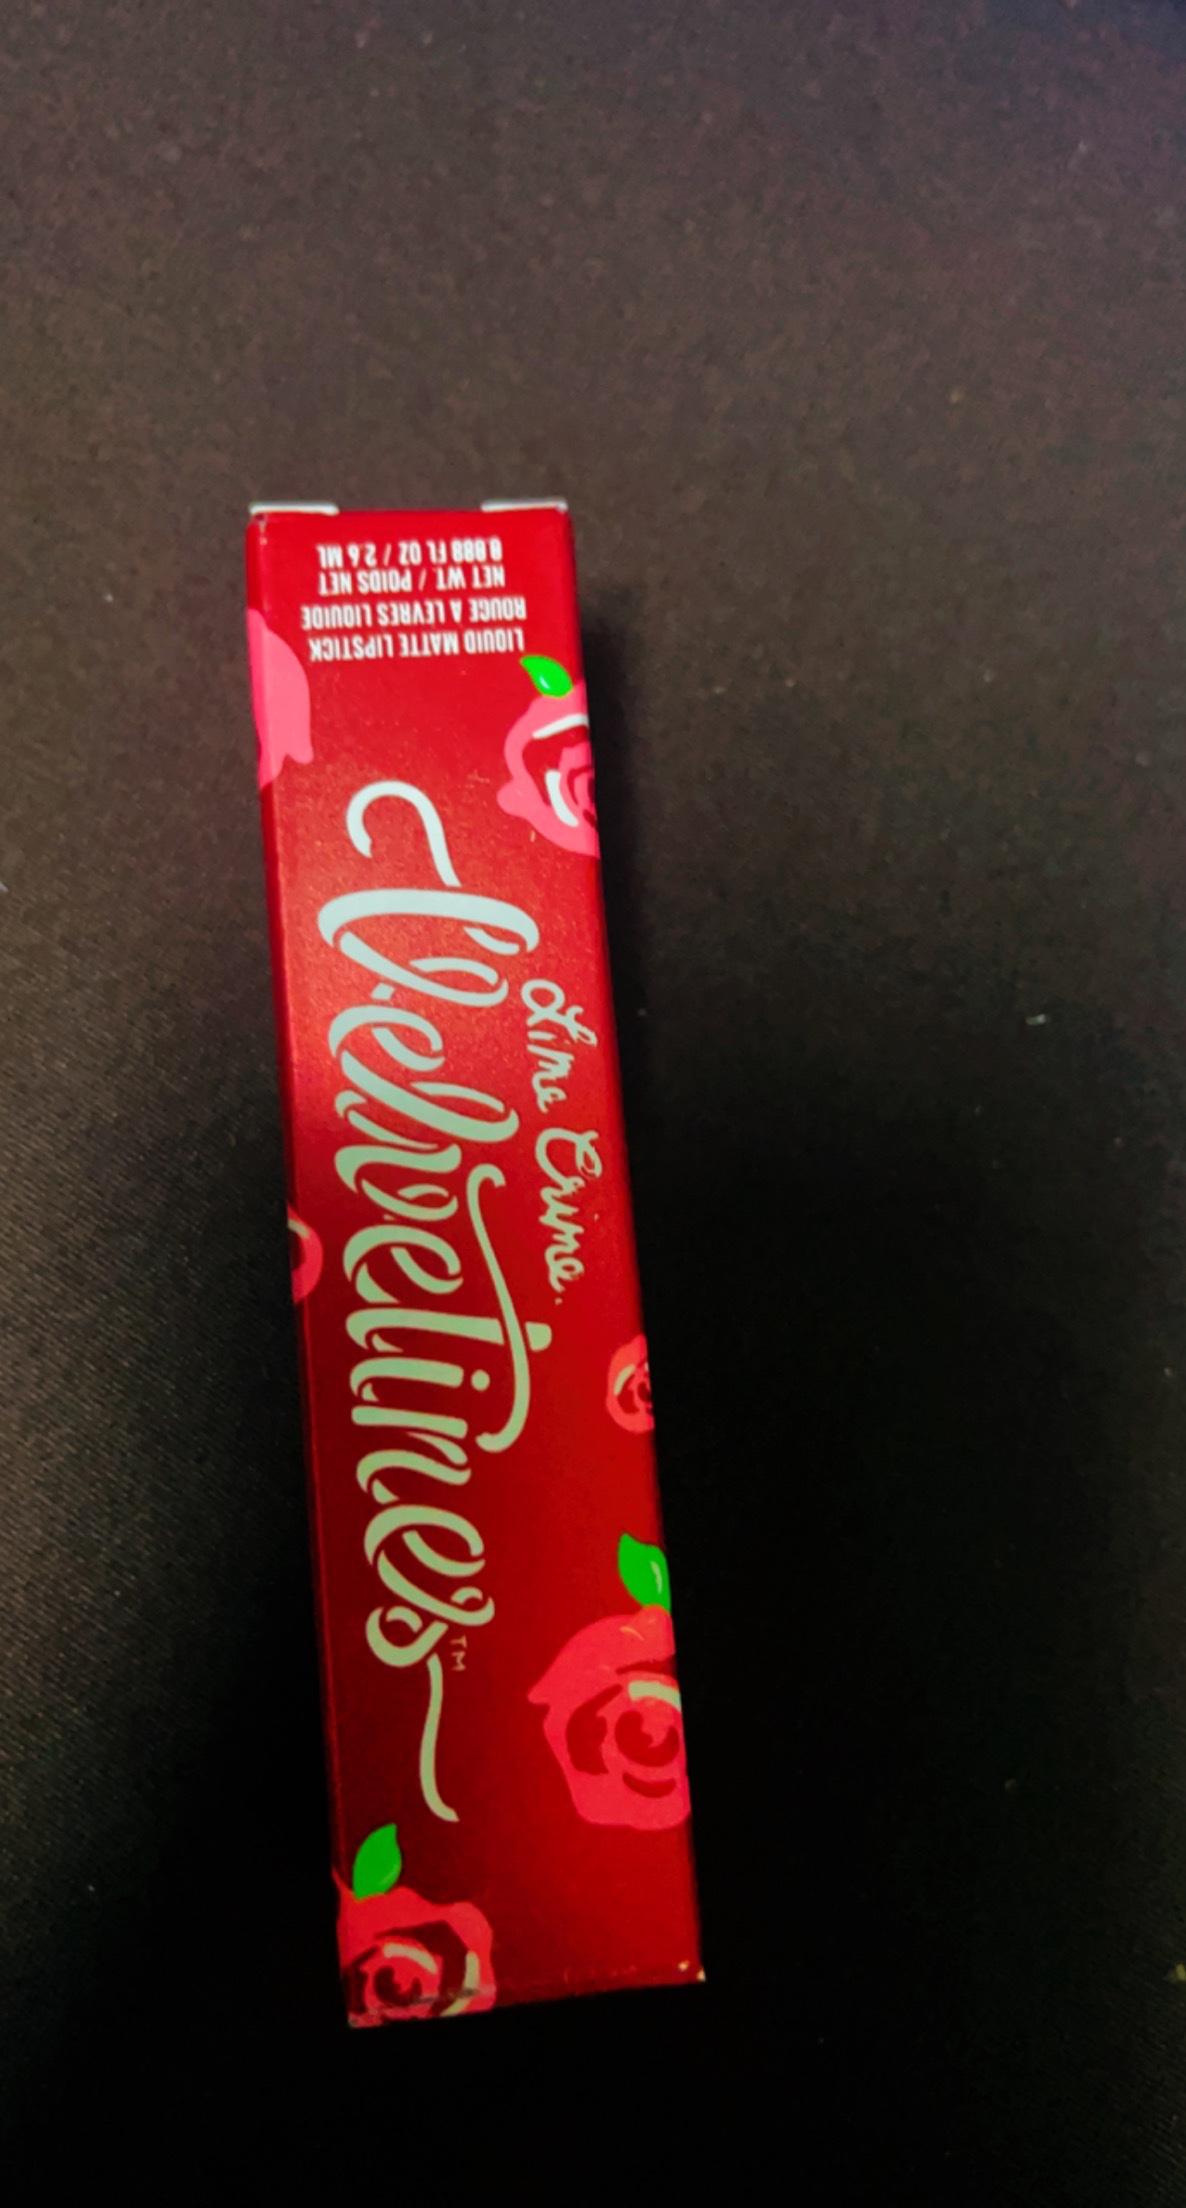 Lime Crime.
Velvetines™
LIQUID MATTE LIPSTICK
ROUGE A LEVRES LIQUIDE
NET WT. / POIDS NET
0.088 FL OZ / 2.6 ML